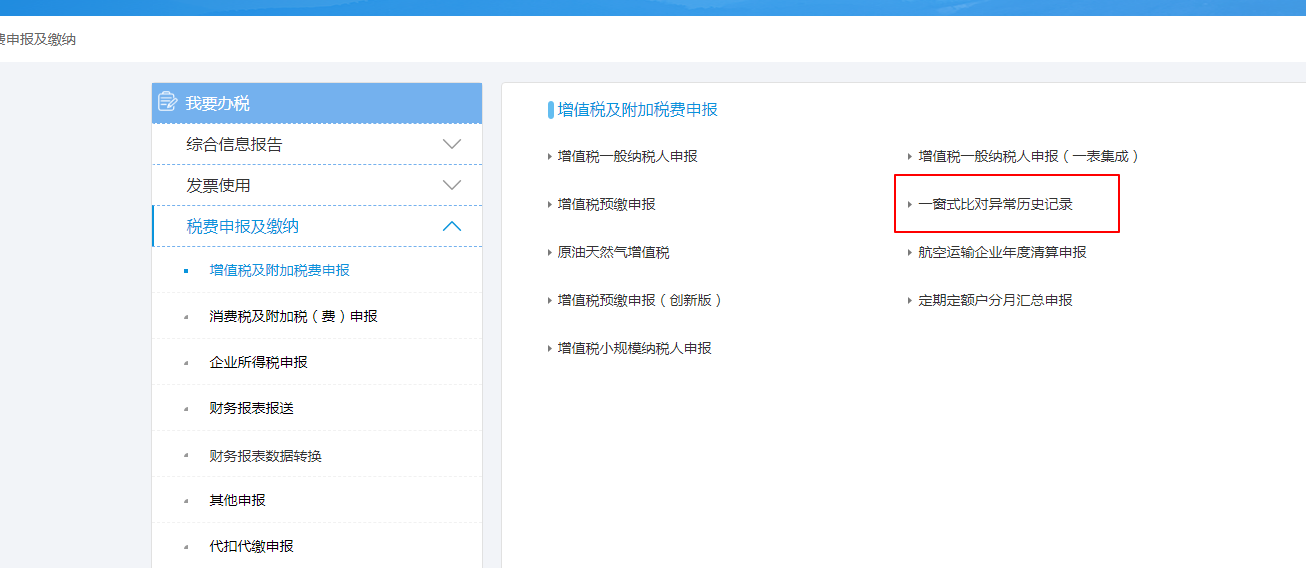 费申报及缴纳
我要办税
综合信息报告
发票使用
税费申报及缴纳
增值税及附加税费申报
消费税及附加税（费）申报
企业所得税申报
财务报表报送
财务报表数据转换
其他申报
代扣代缴申报
增值税及附加税费申报
增值税一般纳税人申报
增值税一般纳税人申报（一表集成）
增值税预缴申报
一窗式比对异常历史记录
原油天然气增值税
航空运输企业年度清算申报
增值税预缴申报（创新版）
定期定额户分月汇总申报
增值税小规模纳税人申报